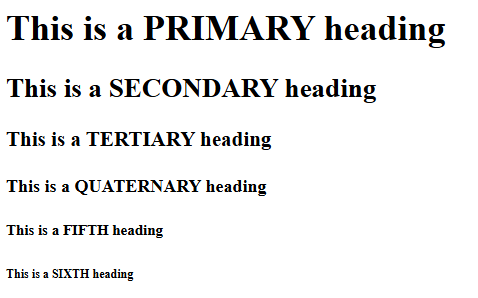 This is a PRIMARY heading
This is a SECONDARY heading
This is a TERTIARY heading
This is a QUATERNARY heading
This is a FIFTH heading
This is a SIXTH heading